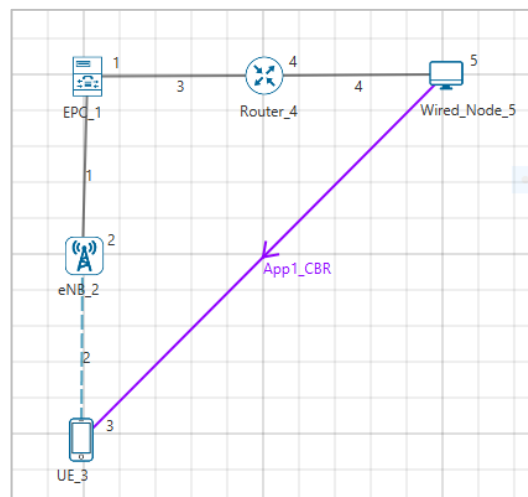 1
4
5
3
4
EPC_1
Router_4
Wired_Node_5
1
2
App1_CBR
eNB_2
2
3
UE_3